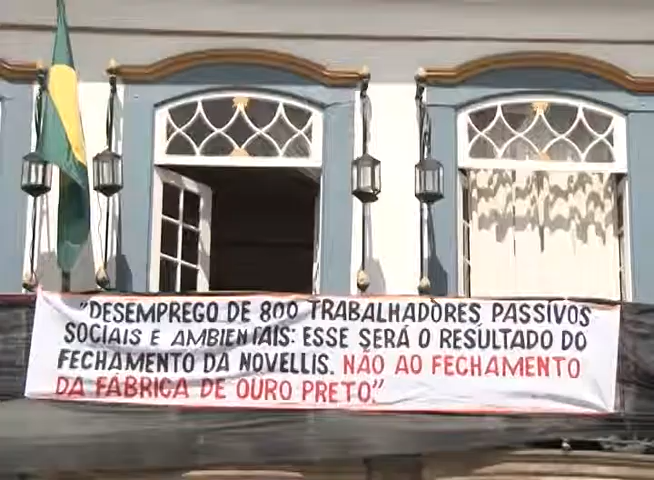 "DESEMPREGO DE 800 TRABALHADORES PASSIVOS
SOCIAIS E AMBIENTAIS: ESSE SERÁ O RESULTADO DO
FECHAMENTO DA NOVELLIS. NÃO AO FECHAMENTO
DA FÁBRICA DE OURO PRETO."